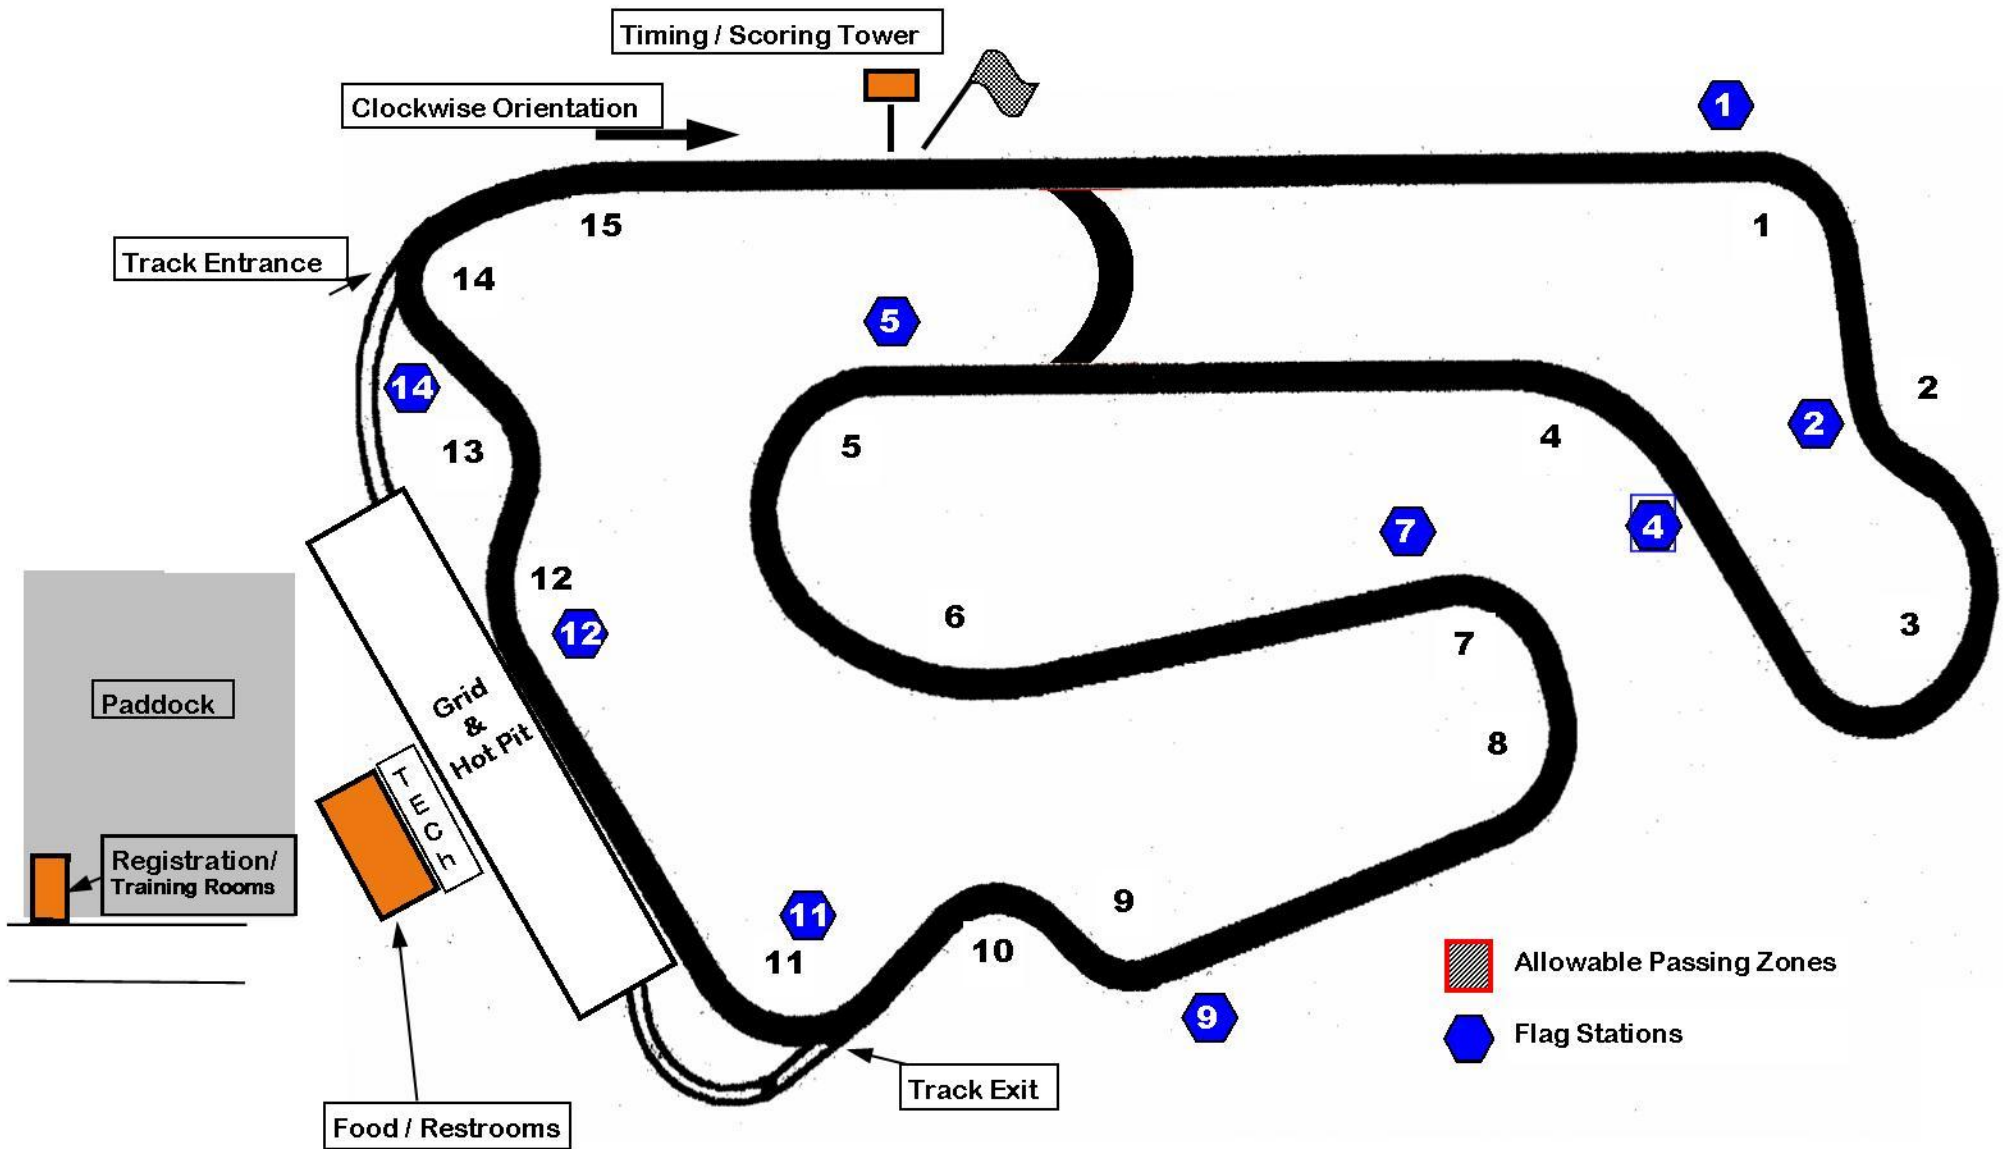 Timing / Scoring Tower
Clockwise Orientation
1
15
1
Track Entrance
14
5
14
2
13
5
4
2
7
4
12
6
3
12
7
Grid
&
Hot Pit
Paddock
8
TECh
Registration/
Training Rooms
9
11
11
10
Allowable Passing Zones
9
Flag Stations
Track Exit
Food / Restrooms